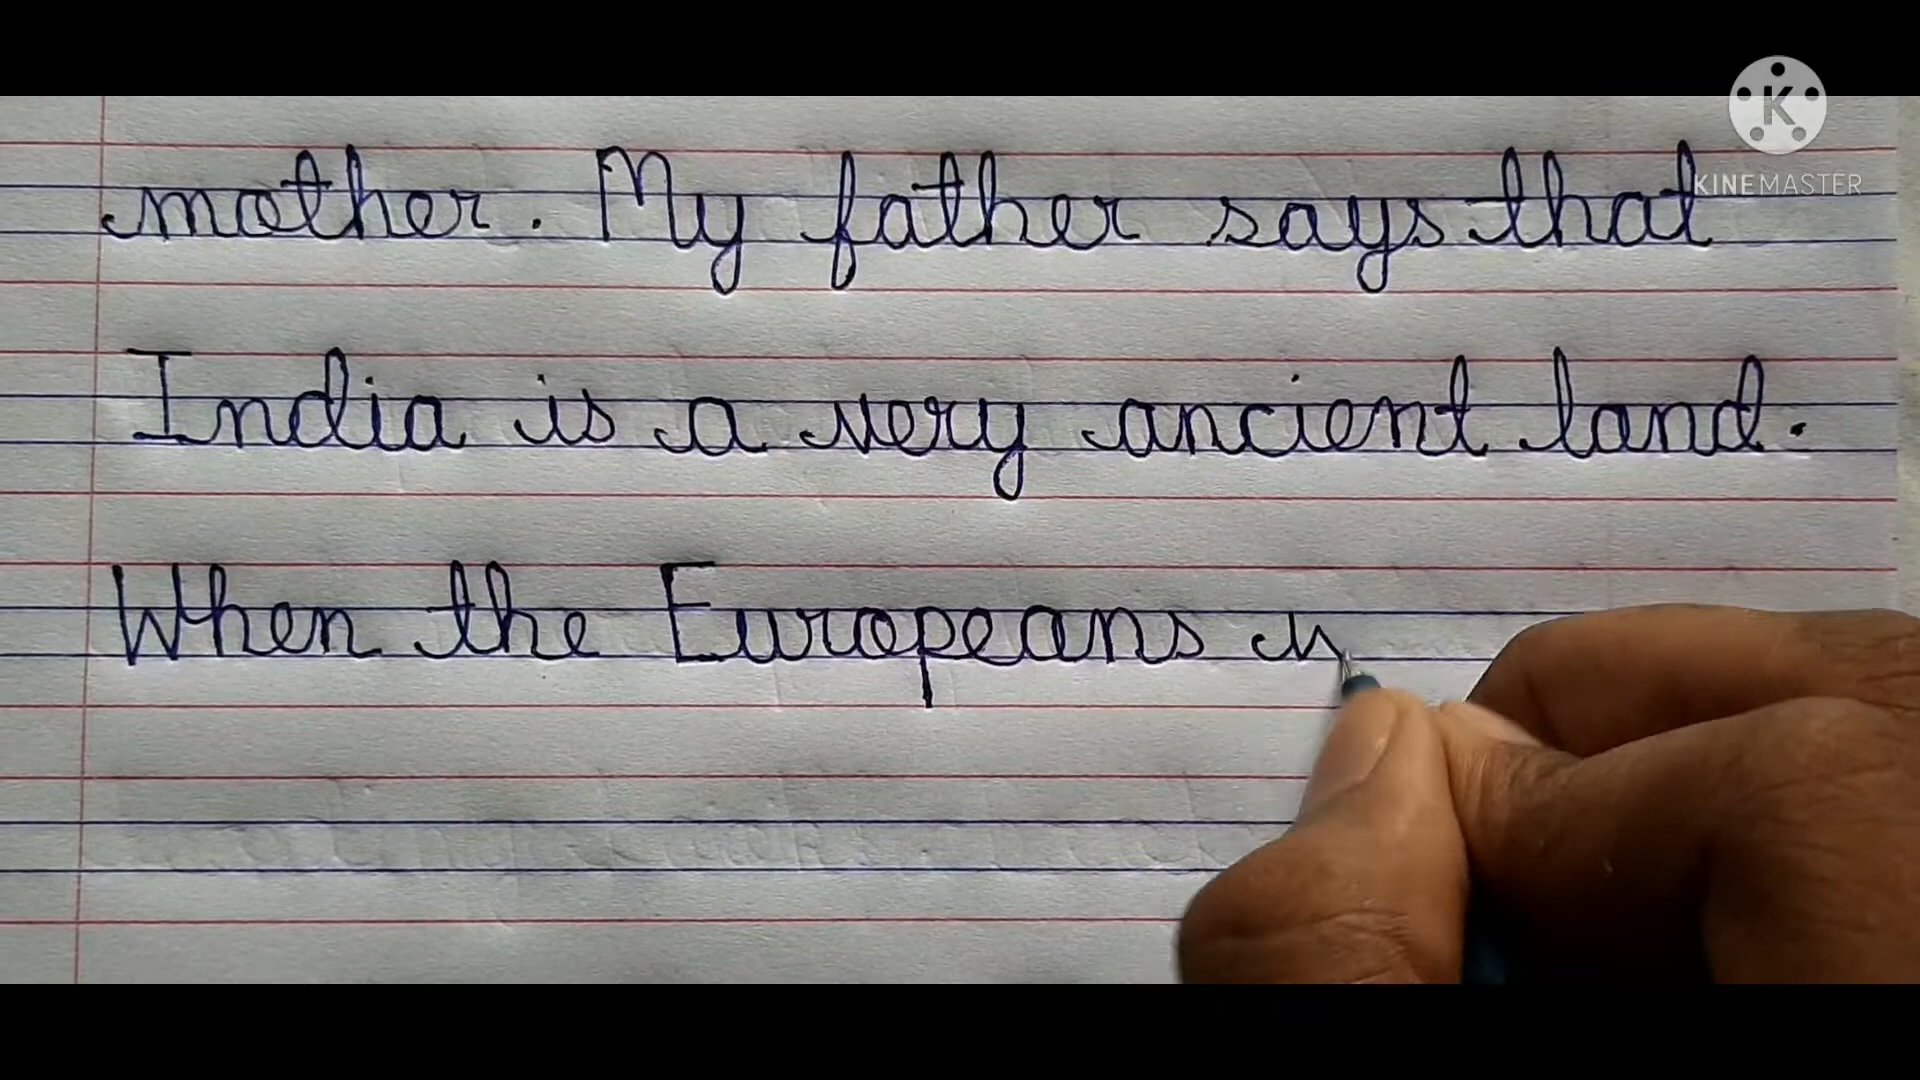 K
KINEMASTER
mother. My father says that
India is a very ancient land.
When the Europeans